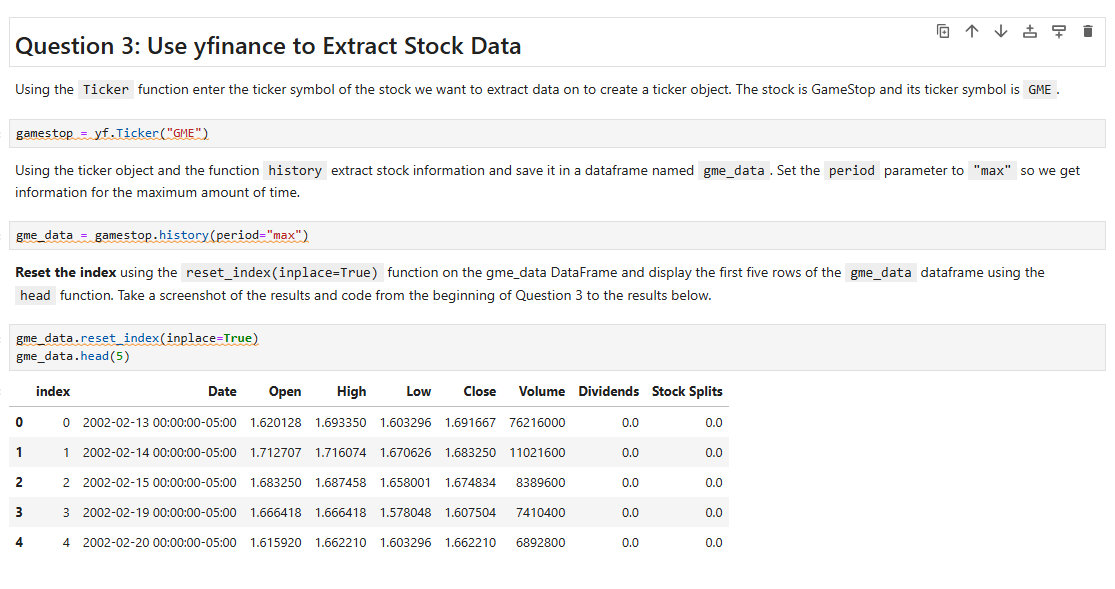 Question 3: Use yfinance to Extract Stock Data
Using the Ticker function enter the ticker symbol of the stock we want to extract data on to create a ticker object. The stock is GameStop and its ticker symbol is GME .
gamestop = yf.Ticker("GME")
Using the ticker object and the function history extract stock information and save it in a dataframe named gme_data . Set the period parameter to "max" so we get
information for the maximum amount of time.
gme_data = gamestop.history(period="max")
Reset the index using the reset_index(inplace=True) function on the gme_data DataFrame and display the first five rows of the gme_data dataframe using the
head function. Take a screenshot of the results and code from the beginning of Question 3 to the results below.
gme_data.reset_index(inplace=True)
gme_data.head(5)
index Date Open High Low Close Volume Dividends Stock Splits
0 0 2002-02-13 00:00:00-05:00 1.620128 1.693350 1.603296 1.691667 76216000 0.0 0.0
1 1 2002-02-14 00:00:00-05:00 1.712707 1.716074 1.670626 1.683250 11021600 0.0 0.0
2 2 2002-02-15 00:00:00-05:00 1.683250 1.687458 1.658001 1.674834 8389600 0.0 0.0
3 3 2002-02-19 00:00:00-05:00 1.666418 1.666418 1.578048 1.607504 7410400 0.0 0.0
4 4 2002-02-20 00:00:00-05:00 1.615920 1.662210 1.603296 1.662210 6892800 0.0 0.0